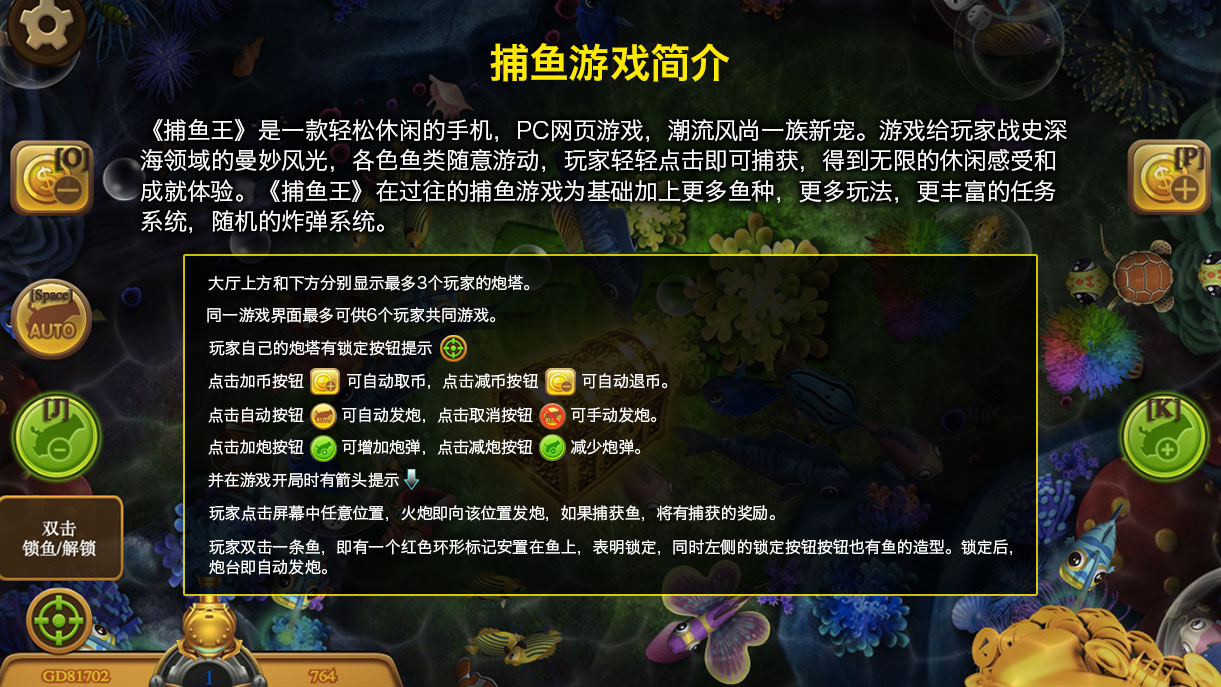 捕鱼游戏简介
《捕鱼王》是一款轻松休闲的手机，PC网页游戏，潮流风尚一族新宠。游戏给玩家战史深
海领域的曼妙风光，各色鱼类随意游动，玩家轻轻点击即可捕获，得到无限的休闲感受和
成就体验。《捕鱼王》在过往的捕鱼游戏为基础加上更多鱼种，更多玩法，更丰富的任务
系统，随机的炸弹系统。
[O]
[P]
大厅上方和下方分别显示最多3个玩家的炮塔。
同一游戏界面最多可供6个玩家共同游戏。
[Space]
AUTO
玩家自己的炮塔有锁定按钮提示
点击加币按钮 可自动取币，点击减币按钮 可自动退币。
点击自动按钮 可自动发炮，点击取消按钮 可手动发炮。
[J]
[K]
点击加炮按钮 可增加炮弹，点击减炮按钮 减少炮弹。
并在游戏开局时有箭头提示
玩家点击屏幕中任意位置，火炮即向该位置发炮，如果捕获鱼，将有捕获的奖励。
双击
锁鱼/解锁
玩家双击一条鱼，即有一个红色环形标记安置在鱼上，表明锁定，同时左侧的锁定按钮按钮也有鱼的造型。锁定后，
炮台即自动发炮。
GD81702
1
764